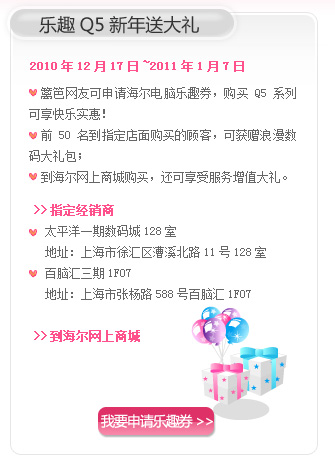 乐趣 Q5 新年送大礼
2010 年 12 月 17 日 ~2011 年 1 月 7 日
篱笆网友可申请海尔电脑乐趣券，购买 Q5 系列
可享快乐实惠！
前 50 名到指定店面购买的顾客，可获赠浪漫数
码大礼包；
到海尔网上商城购买，还可享受服务增值大礼。
>> 指定经销商
太平洋一期数码城 128 室
地址：上海市徐汇区漕溪北路 11 号 128 室
百脑汇三期 1F07
地址：上海市张杨路 588 号百脑汇 1F07
>> 到海尔网上商城
我要申请乐趣券 >>